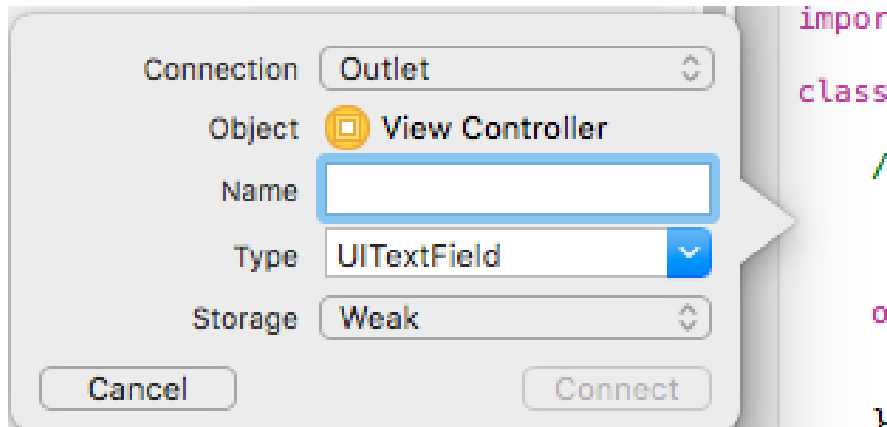 impor
Connection Outlet
class
Object View Controller
/
Name
Type UITextField
o
Storage Weak
Cancel Connect
}